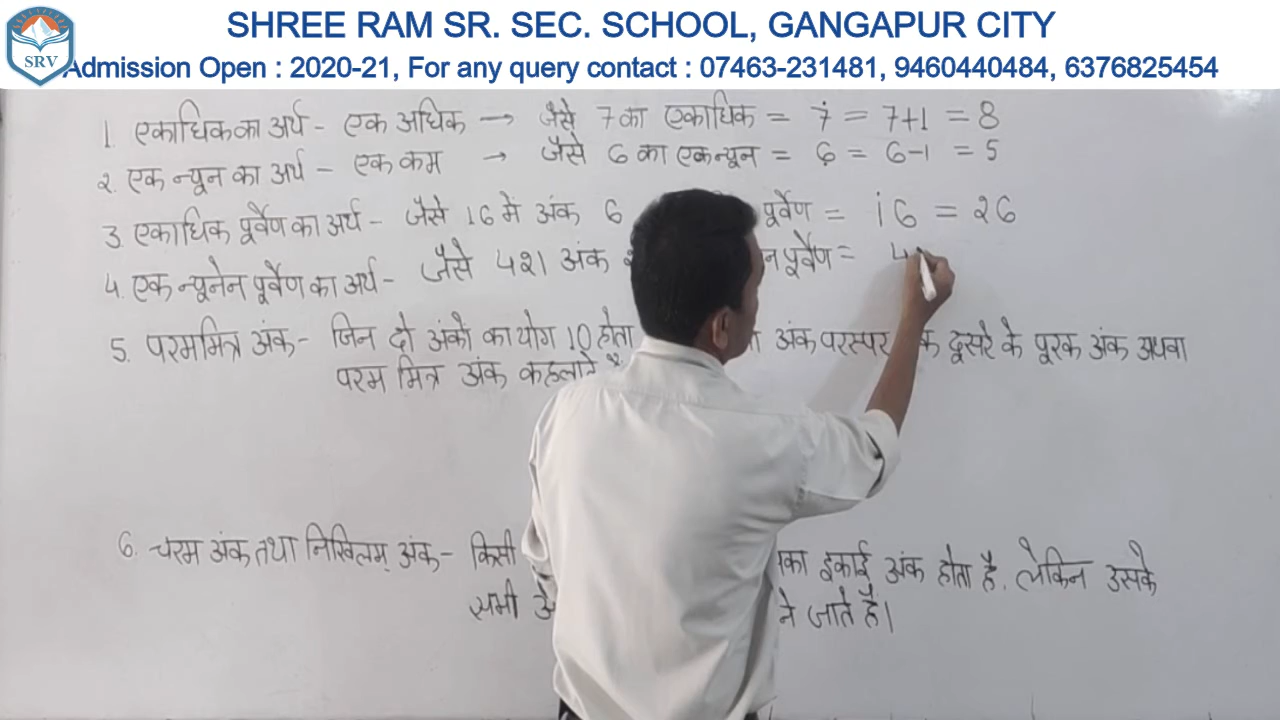 SHREE RAM SR. SEC. SCHOOL, GANGAPUR CITY
SRV
Admission Open : 2020-21, For any query contact : 07463-231481, 9460440484, 6376825454
1. एकाधिक का अर्थ - एक अधिक → जैसे 7 का एकाधिक = 7̇ = 7+1 = 8
२. एक न्यून का अर्थ - एक कम → जैसे 6 का एकन्यून = 6̣ = 6-1 = 5
3. एकाधिक पूर्वेण का अर्थ - जैसे 16 में अंक 6 पूर्वेण = 1̇6 = २6
4. एक न्यूनेन पूर्वेण का अर्थ - जैसे 5२1 अंक पूर्वेण =
5. परममित्र अंक - जिन दो अंको का योग 10 होता अंक परस्पर दूसरे के पूरक अंक अथवा
परम मित्र अंक कहलाते
6. चरम अंक तथा निखिलम् अंक - किसी इकाई अंक होता है. लेकिन उसके
सभी जाते है।